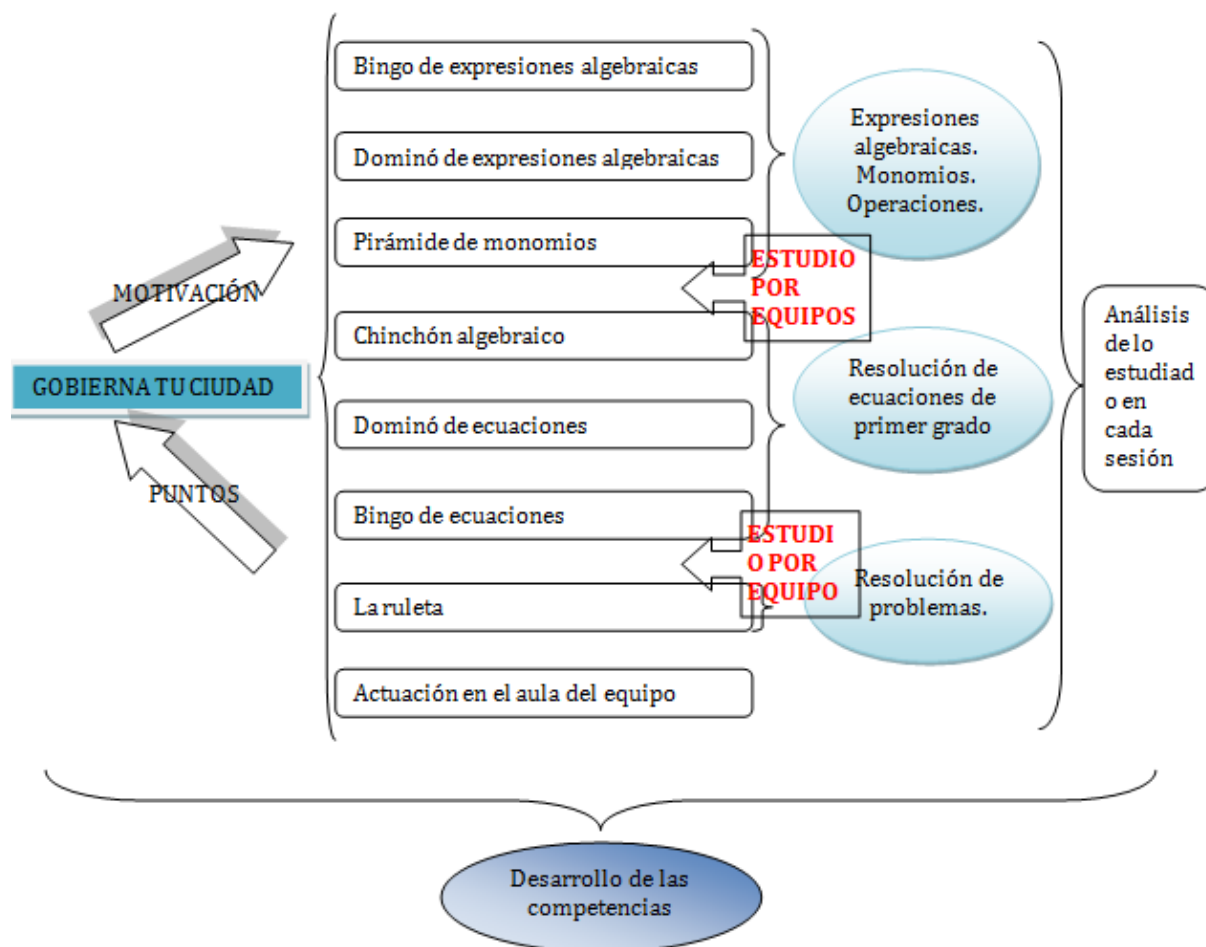 Bingo de expresiones algebraicas
Dominó de expresiones algebraicas
Pirámide de monomios
Chinchón algebraico
Dominó de ecuaciones
Bingo de ecuaciones
La ruleta
Actuación en el aula del equipo
MOTIVACIÓN
GOBIERNA TU CIUDAD
PUNTOS
ESTUDIO
POR
EQUIPOS
ESTUDI
O POR
EQUIPO
Expresiones
algebraicas.
Monomios.
Operaciones.
Resolución de
ecuaciones de
primer grado
Resolución de
problemas.
Análisis
de lo
estudiad
o en
cada
sesión
Desarrollo de las
competencias